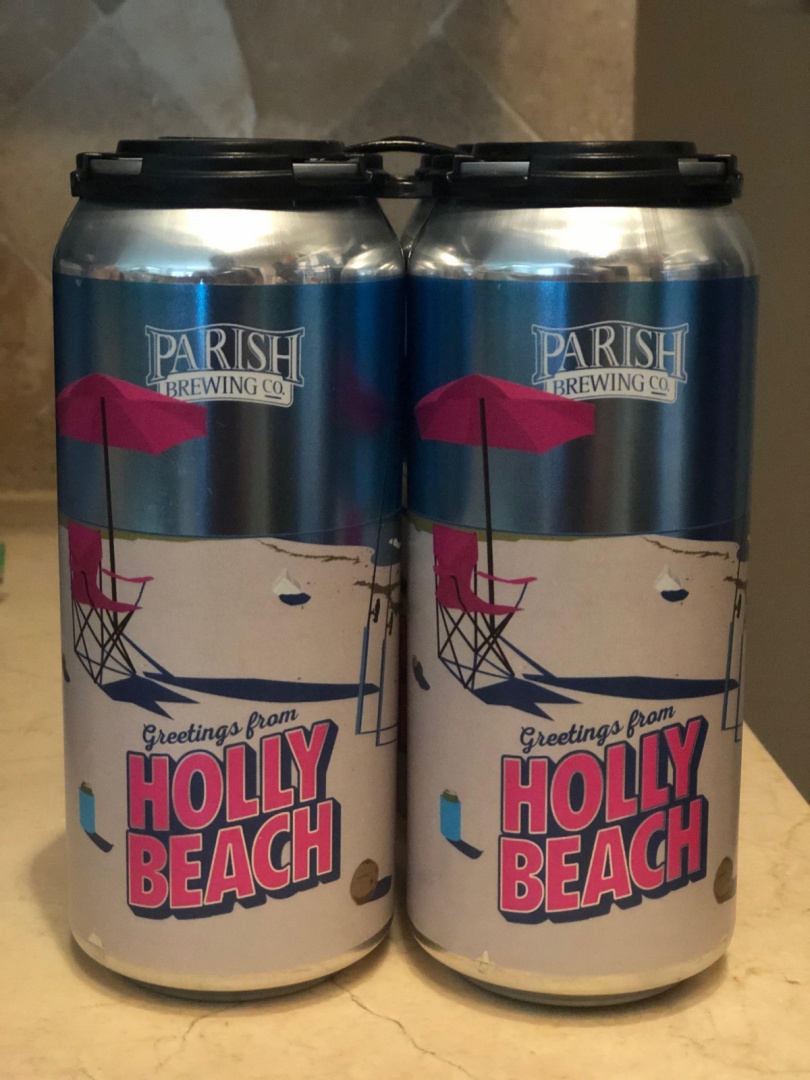 PARISH
BREWING CO.
Greetings from
HOLLY
BEACH
PARISH
BREWING CO.
Greetings from
HOLLY
BEACH